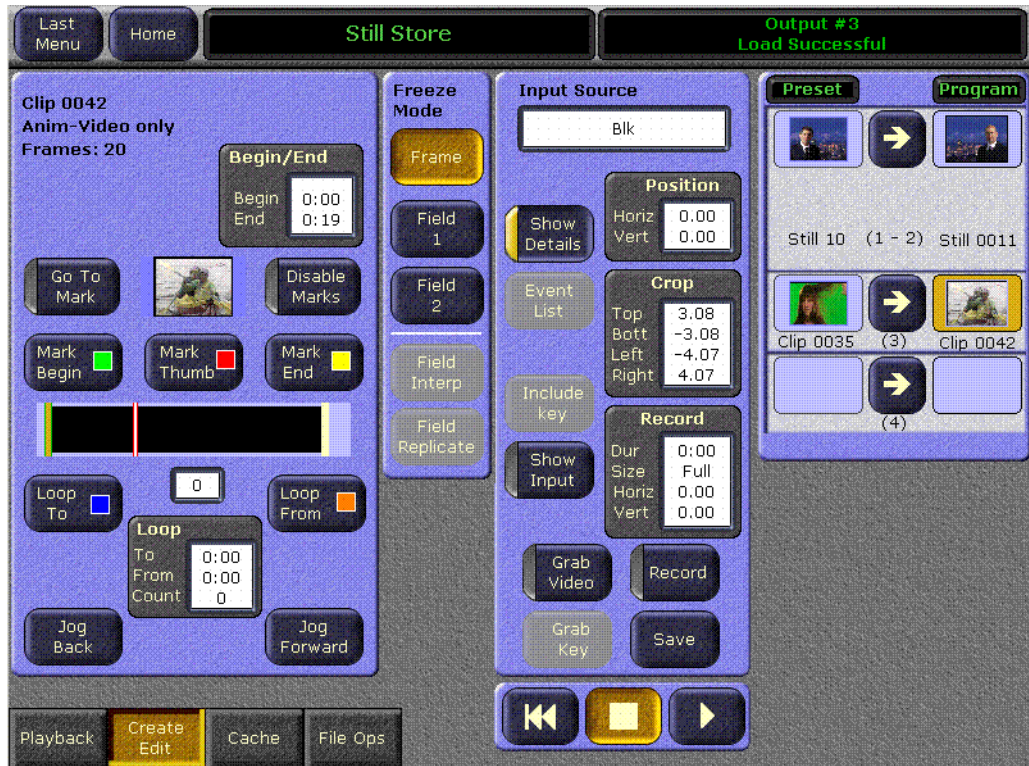 Last
Menu
Home
Still Store
Output #3
Load Successful
Clip 0042
Anim-Video only
Frames: 20
Begin/End
Begin 0:00
End 0:19
Go To
Mark
Disable
Marks
Mark
Begin
Mark
Thumb
Mark
End
Loop
To
0
Loop
From
Loop
To 0:00
From 0:00
Count 0
Jog
Back
Jog
Forward
Freeze
Mode
Frame
Field
1
Field
2
Field
Interp
Field
Replicate
Input Source
Blk
Show
Details
Position
Horiz 0.00
Vert 0.00
Event
List
Crop
Top 3.08
Bott -3.08
Left -4.07
Right 4.07
Include
key
Show
Input
Record
Dur 0:00
Size Full
Horiz 0.00
Vert 0.00
Grab
Video
Record
Grab
Key
Save
Preset
Program
Still 10 (1 - 2) Still 0011
Clip 0035 (3) Clip 0042
(4)
Playback
Create
Edit
Cache
File Ops